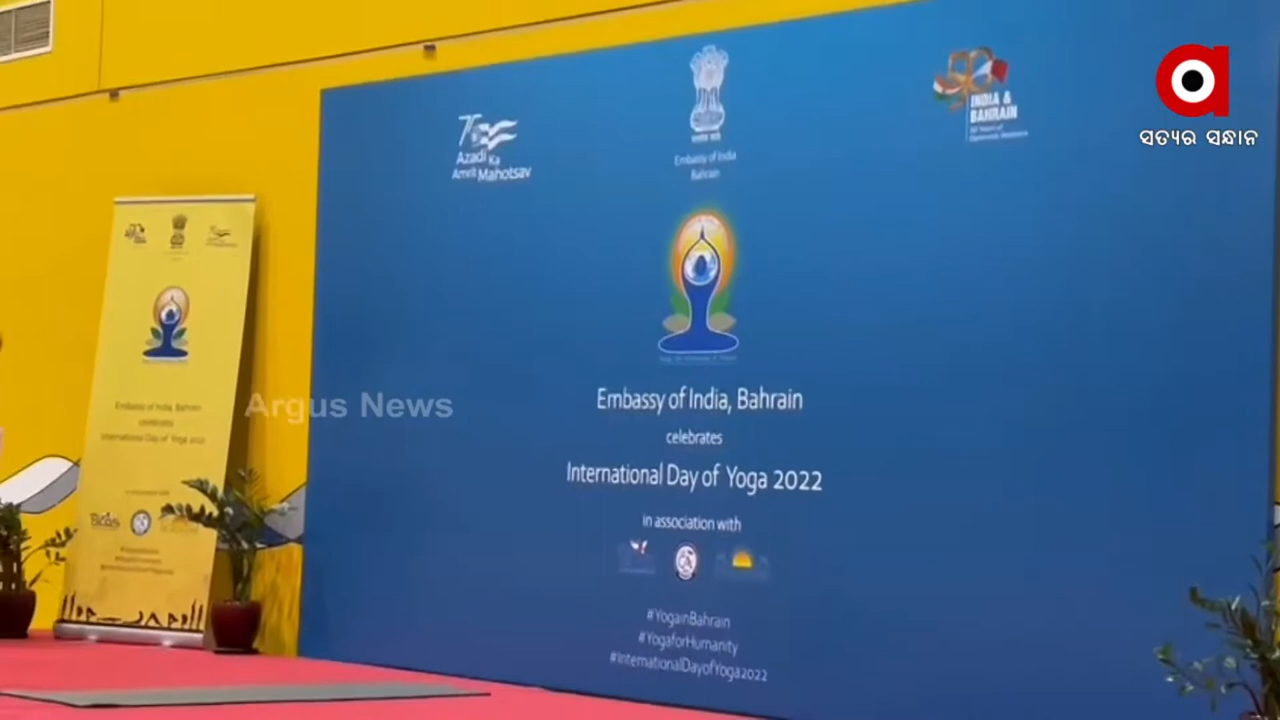 ସତ୍ୟର ସନ୍ଧାନ
75
Azadi Ka
Amrit Mahotsav
Embassy of India
Bahrain
INDIA &
BAHRAIN
Embassy of India, Bahrain
celebrates
International Day of Yoga 2022
in association with
#YogainBahrain
#YogaforHumanity
#InternationalDayofYoga2022
Embassy of India, Bahrain
celebrates
International Day of Yoga 2022
Argus News